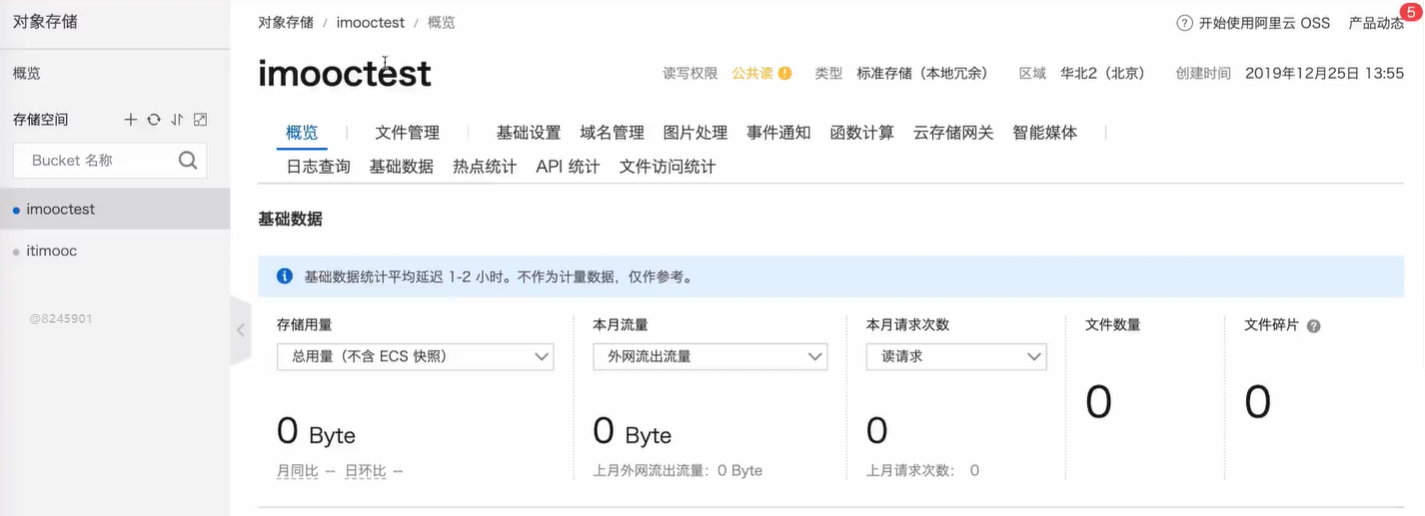 对象存储
概览
存储空间
Bucket 名称
imooctest
itimooc
@8245901
对象存储 / imooctest / 概览
开始使用阿里云 OSS 产品动态 5
imooctest
读写权限 公共读 类型 标准存储（本地冗余） 区域 华北2（北京） 创建时间 2019年12月25日 13:55
概览 文件管理 基础设置 域名管理 图片处理 事件通知 函数计算 云存储网关 智能媒体
日志查询 基础数据 热点统计 API 统计 文件访问统计
基础数据
基础数据统计平均延迟 1-2 小时。不作为计量数据，仅作参考。
存储用量 本月流量 本月请求次数 文件数量 文件碎片
总用量（不含 ECS 快照） 外网流出流量 读请求
0 Byte 0 Byte 0 0 0
月同比 -- 日环比 -- 上月外网流出流量：0 Byte 上月请求次数： 0